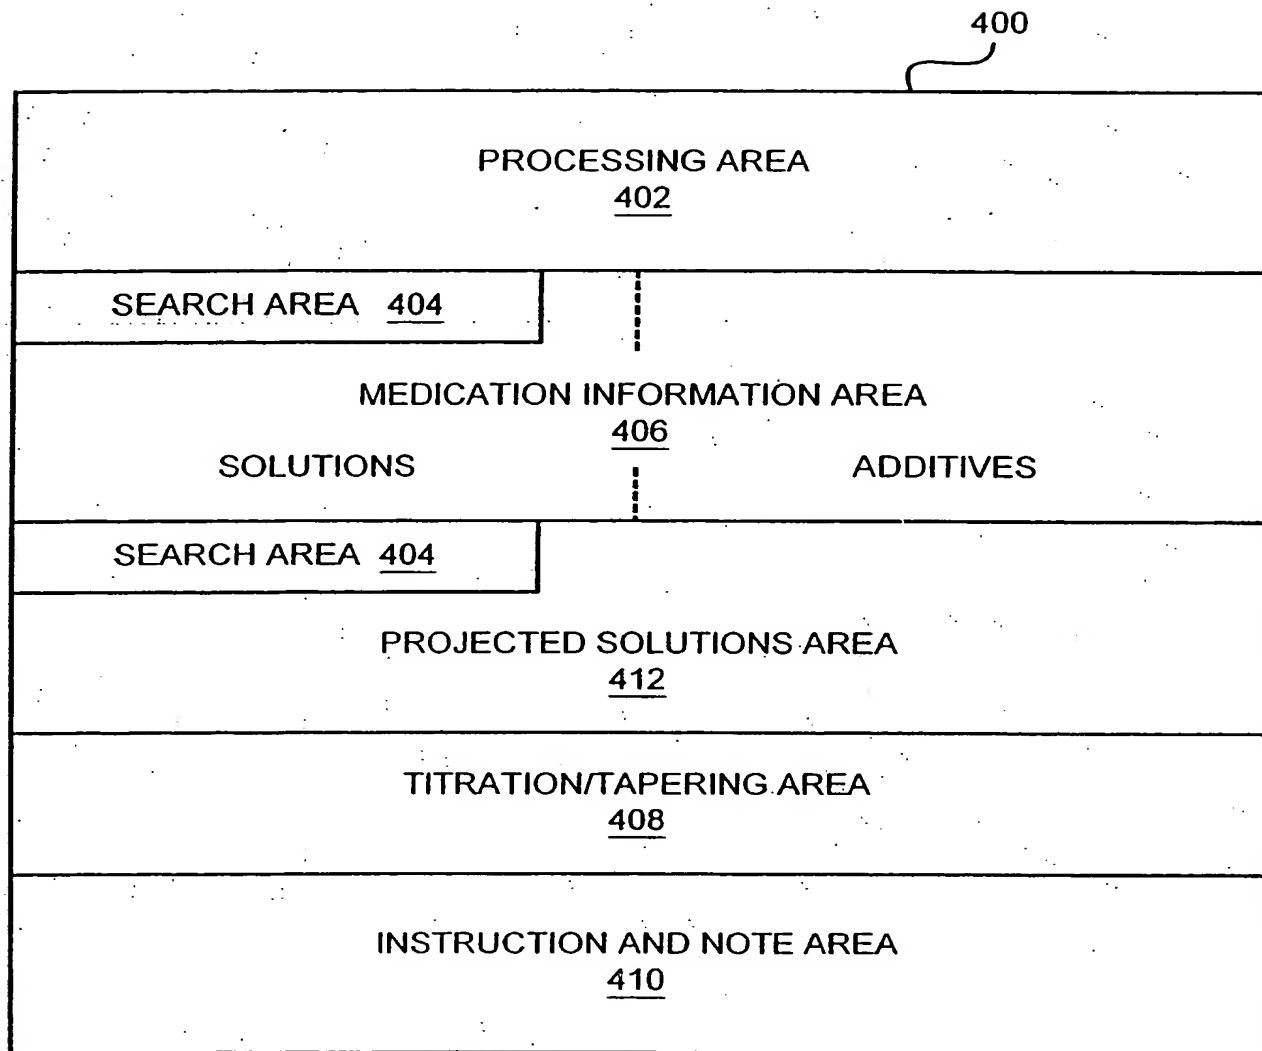 400
PROCESSING AREA
402
SEARCH AREA 404
MEDICATION INFORMATION AREA
406
SOLUTIONS ADDITIVES
SEARCH AREA 404
PROJECTED SOLUTIONS AREA
412
TITRATION/TAPERING AREA
408
INSTRUCTION AND NOTE AREA
410